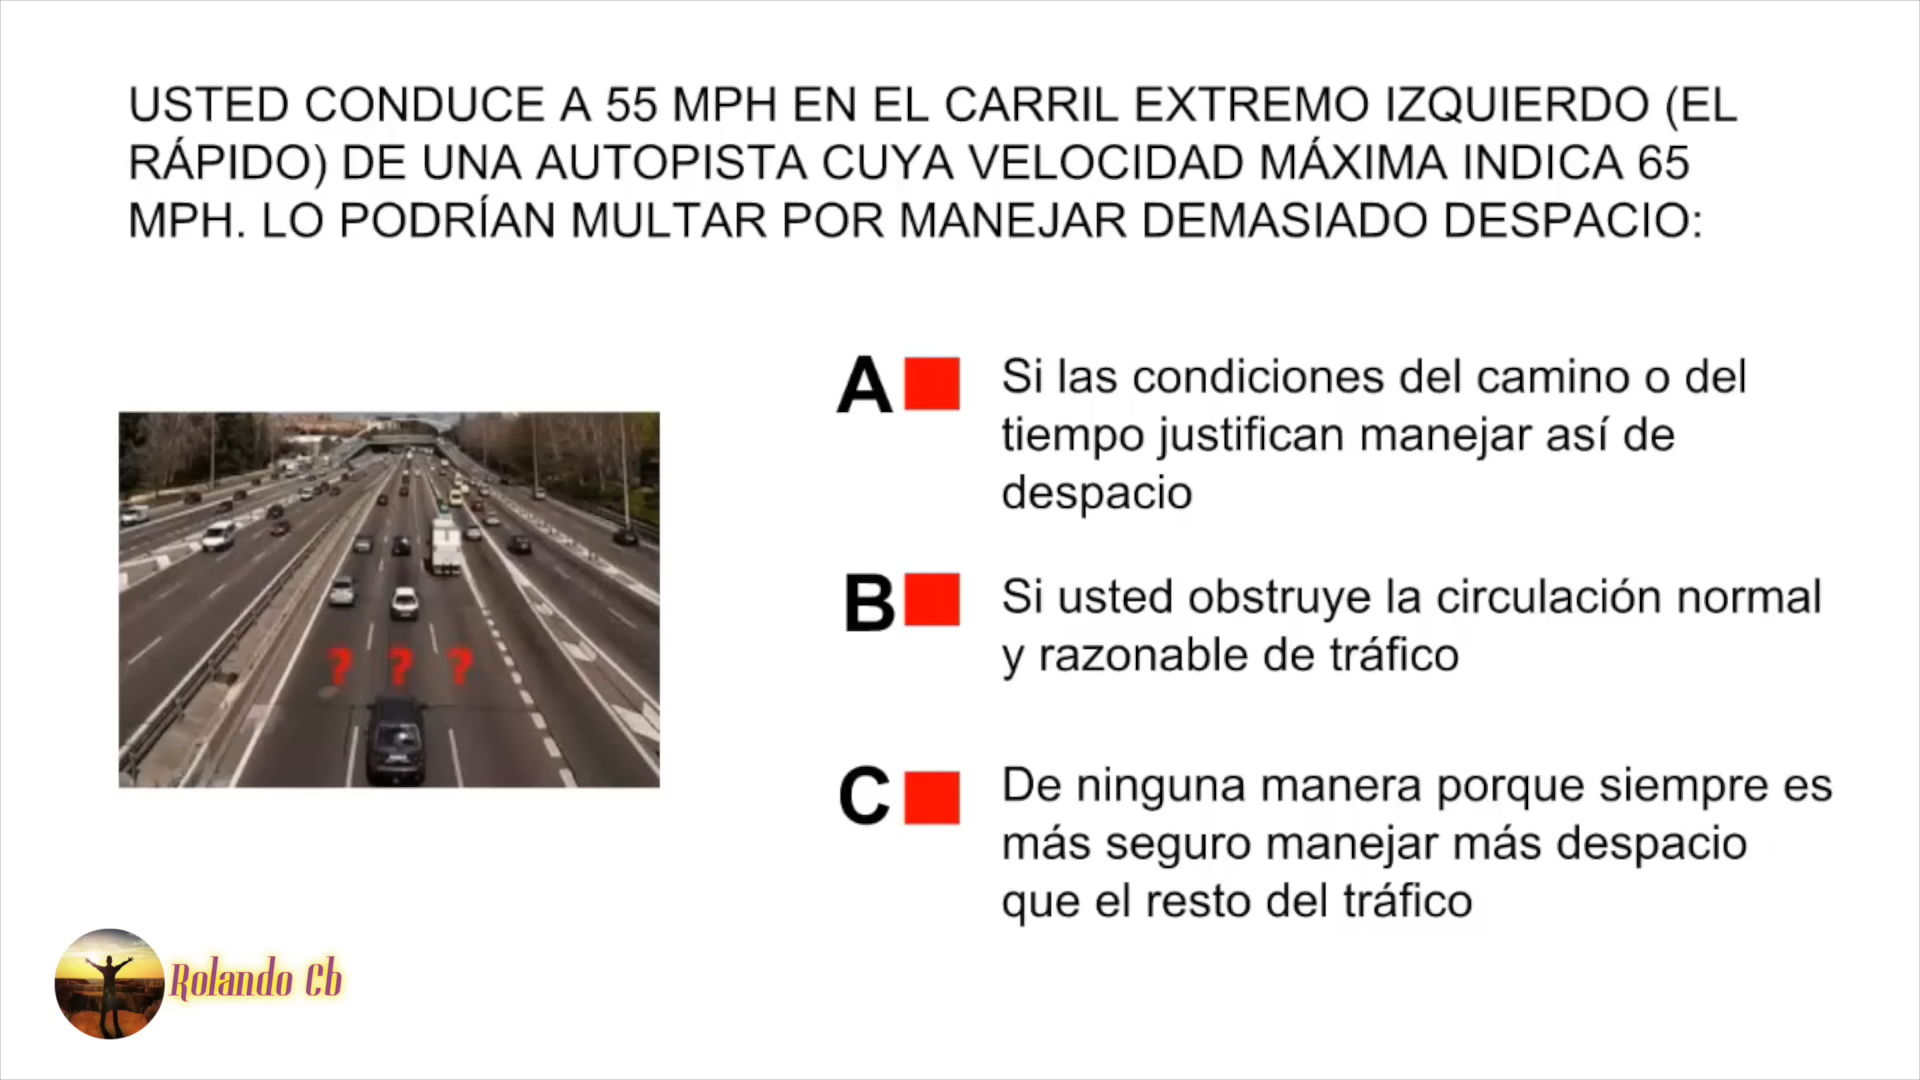 USTED CONDUCE A 55 MPH EN EL CARRIL EXTREMO IZQUIERDO (EL
RÁPIDO) DE UNA AUTOPISTA CUYA VELOCIDAD MÁXIMA INDICA 65
MPH. LO PODRÍAN MULTAR POR MANEJAR DEMASIADO DESPACIO:
A Si las condiciones del camino o del
tiempo justifican manejar así de
despacio
B Si usted obstruye la circulación normal
y razonable de tráfico
C De ninguna manera porque siempre es
más seguro manejar más despacio
que el resto del tráfico
? ? ?
Rolando Cb